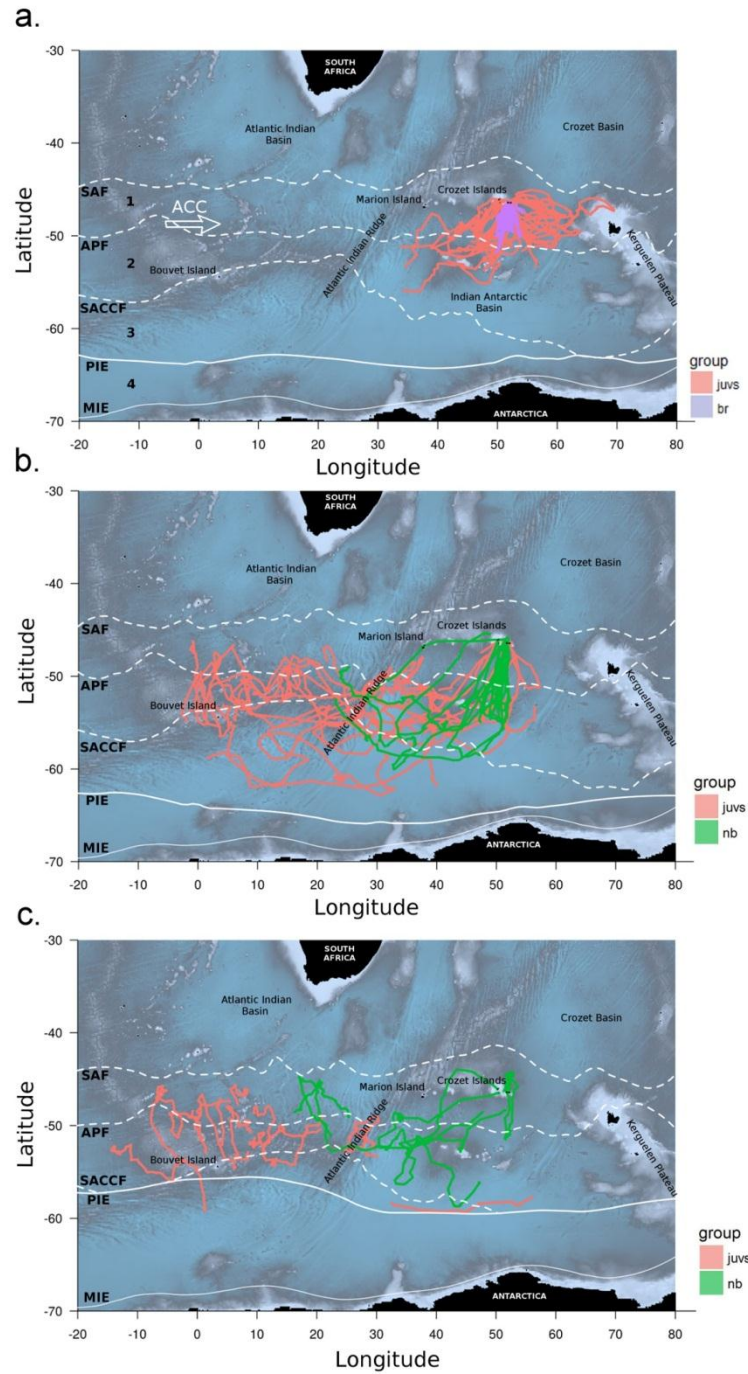 a.
-30
-40
-50
-60
-70
Latitude
SOUTH
AFRICA
Atlantic Indian
Basin
Crozet Basin
SAF
1
ACC
Marion Island
Crozet Islands
APF
2
Bouvet Island
Atlantic Indian Ridge
Kerguelen Plateau
SACCF
Indian Antarctic
Basin
3
PIE
4
MIE
ANTARCTICA
-20 -10 0 10 20 30 40 50 60 70 80
Longitude
group
juvs
br
b.
-30
-40
-50
-60
-70
Latitude
SOUTH
AFRICA
Atlantic Indian
Basin
Crozet Basin
SAF
Marion Island
Crozet Islands
APF
Bouvet Island
Atlantic Indian Ridge
Kerguelen Plateau
SACCF
PIE
MIE
ANTARCTICA
-20 -10 0 10 20 30 40 50 60 70 80
Longitude
group
juvs
nb
c.
-30
-40
-50
-60
-70
Latitude
SOUTH
AFRICA
Atlantic Indian
Basin
Crozet Basin
SAF
Marion Island
Crozet Islands
APF
Bouvet Island
Atlantic Indian Ridge
Kerguelen Plateau
SACCF
PIE
MIE
ANTARCTICA
-20 -10 0 10 20 30 40 50 60 70 80
Longitude
group
juvs
nb